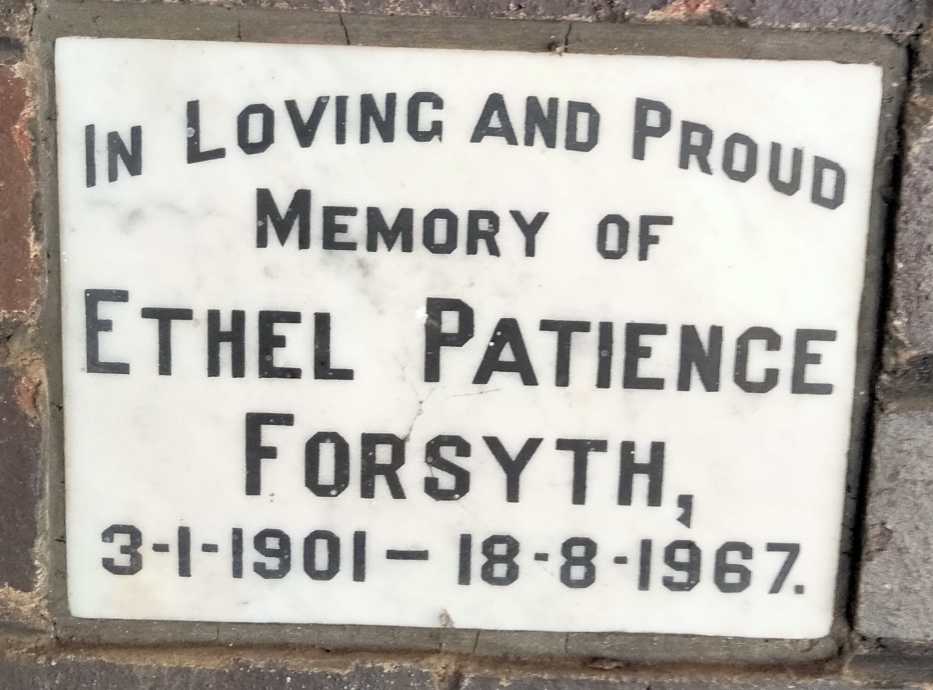 IN LOVING AND PROUD
MEMORY OF
ETHEL PATIENCE
FORSYTH,
3-1-1901 – 18-8-1967.